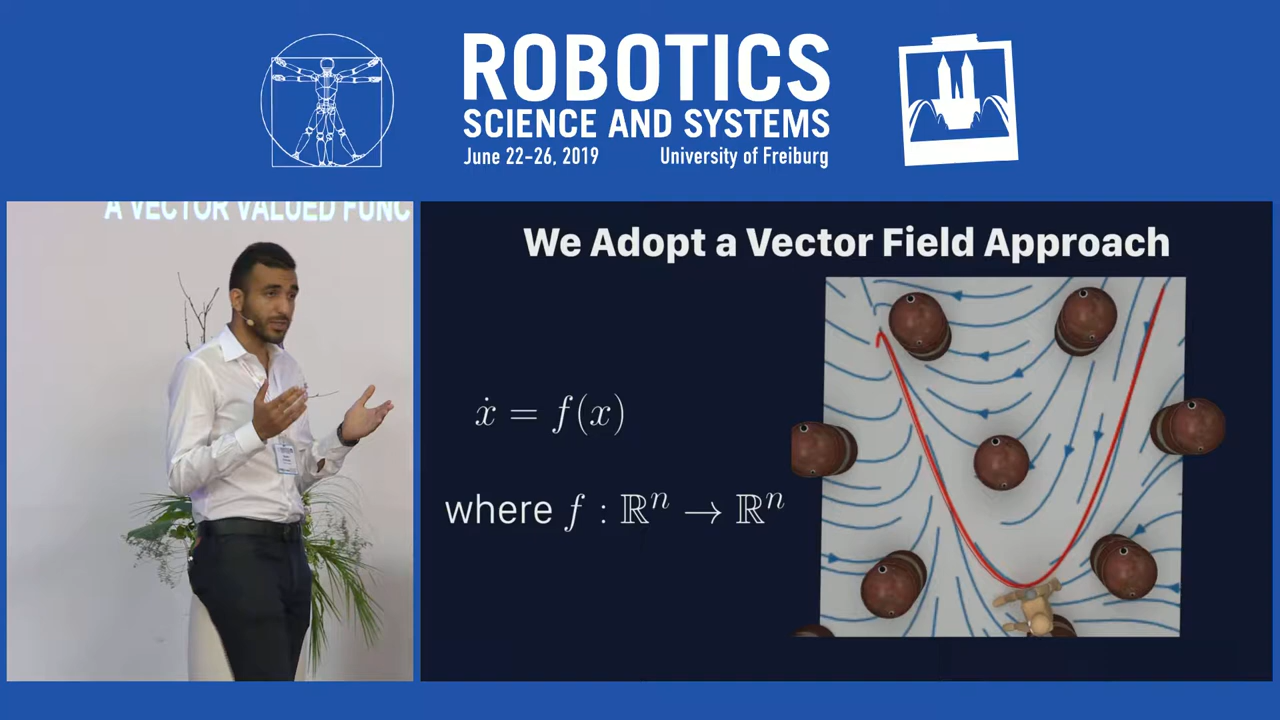 ROBOTICS
SCIENCE AND SYSTEMS
June 22-26, 2019 University of Freiburg
A VECTOR VALUED FUNC
We Adopt a Vector Field Approach
ẋ = f(x)
where f : ℝⁿ → ℝⁿ